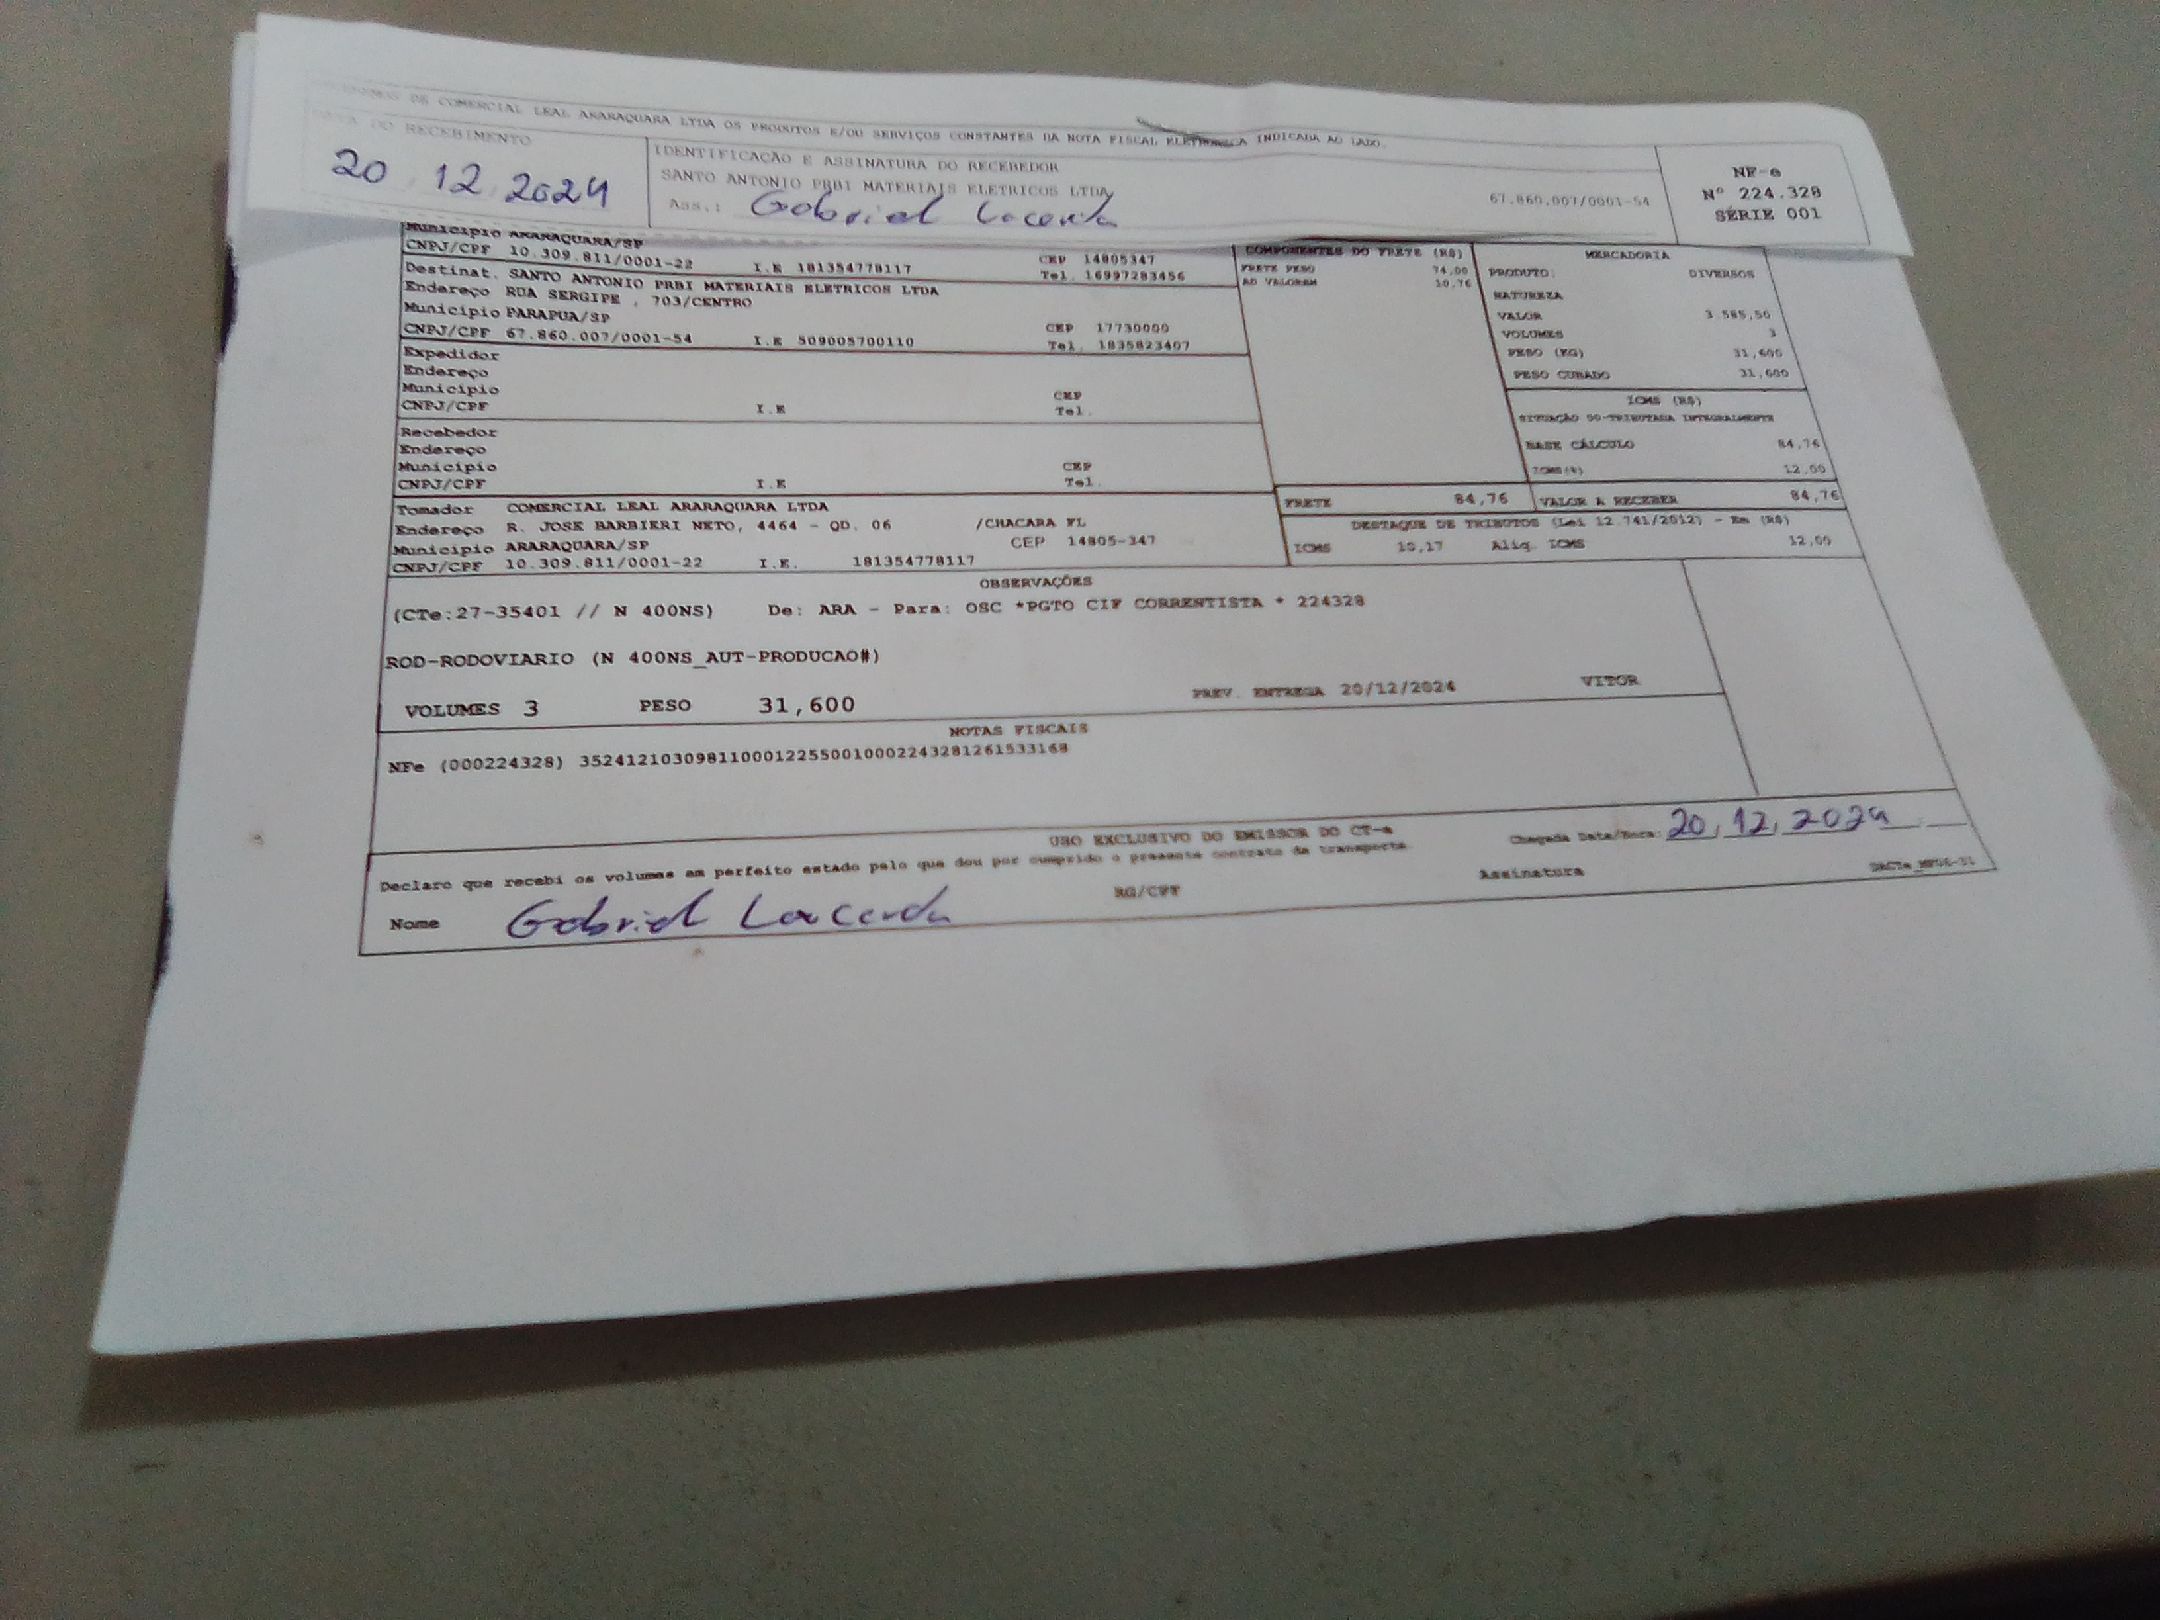 DE COMERCIAL LEAL ARARAQUARA LTDA OS PRODUTOS E/OU SERVIÇOS CONSTANTES DA NOTA FISCAL ELETRONICA INDICADA AO LADO.
DATA DO RECEBIMENTO
20 12 2024
IDENTIFICAÇÃO E ASSINATURA DO RECEBEDOR
SANTO ANTONIO PRBI MATERIAIS ELETRICOS LTDA
67.860.007/0001-54
Ass.: Gabriel Lacerda
NF-e
Nº 224.328
SÉRIE 001
Municipio ARARAQUARA/SP
CNPJ/CPF 10.309.811/0001-22 I.E 181354778117
CEP 14805347
Tel. 16997283456
Destinat. SANTO ANTONIO PRBI MATERIAIS ELETRICOS LTDA
Endereço RUA SERGIPE , 703/CENTRO
Municipio PARAPUA/SP
CNPJ/CPF 67.860.007/0001-54 I.E 509005700110
CEP 17730000
Tel. 1835823407
Expedidor
Endereço
Municipio
CNPJ/CPF I.E
CEP
Tel.
Recebedor
Endereço
Municipio
CNPJ/CPF I.E
CEP
Tel.
Tomador COMERCIAL LEAL ARARAQUARA LTDA
Endereço R. JOSE BARBIERI NETO, 4464 - QD. 06 /CHACARA FL
Municipio ARARAQUARA/SP CEP 14805-347
CNPJ/CPF 10.309.811/0001-22 I.E. 181354778117
COMPONENTES DO FRETE (R$)
FRETE PESO 74,00
AD VALOREM 10,76
MERCADORIA
PRODUTO: DIVERSOS
NATUREZA
VALOR 3.585,50
VOLUMES 3
PESO (KG) 31,600
PESO CUBADO 31,600
ICMS (R$)
SITUAÇÃO 00-TRIBUTADA INTEGRALMENTE
BASE CÁLCULO 84,76
ICMS(%) 12,00
FRETE 84,76 VALOR A RECEBER 84,76
DESTAQUE DE TRIBUTOS (Lei 12.741/2012) - Em (R$)
ICMS 10,17 Aliq. ICMS 12,00
OBSERVAÇÕES
(CTe:27-35401 // N 400NS) De: ARA - Para: OSC *PGTO CIF CORRENTISTA * 224328
ROD-RODOVIARIO (N 400NS_AUT-PRODUCAO#)
VOLUMES 3 PESO 31,600 PREV. ENTREGA 20/12/2024 VITOR
NOTAS FISCAIS
NFe (000224328) 35241210309811000122550010002243281261533168
USO EXCLUSIVO DO EMISSOR DO CT-e
Declaro que recebi os volumes em perfeito estado pelo que dou por cumprido o presente contrato de transporte
Chegada Data/Hora: 20, 12, 2024
Nome Gabriel Lacerda RG/CPF Assinatura